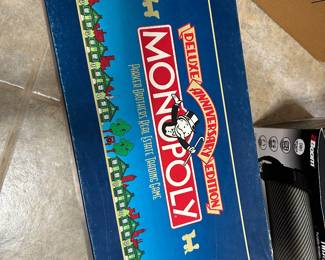 DELUXE ANNIVERSARY EDITION
MONOPOLY
PARKER BROTHERS REAL ESTATE TRADING GAME